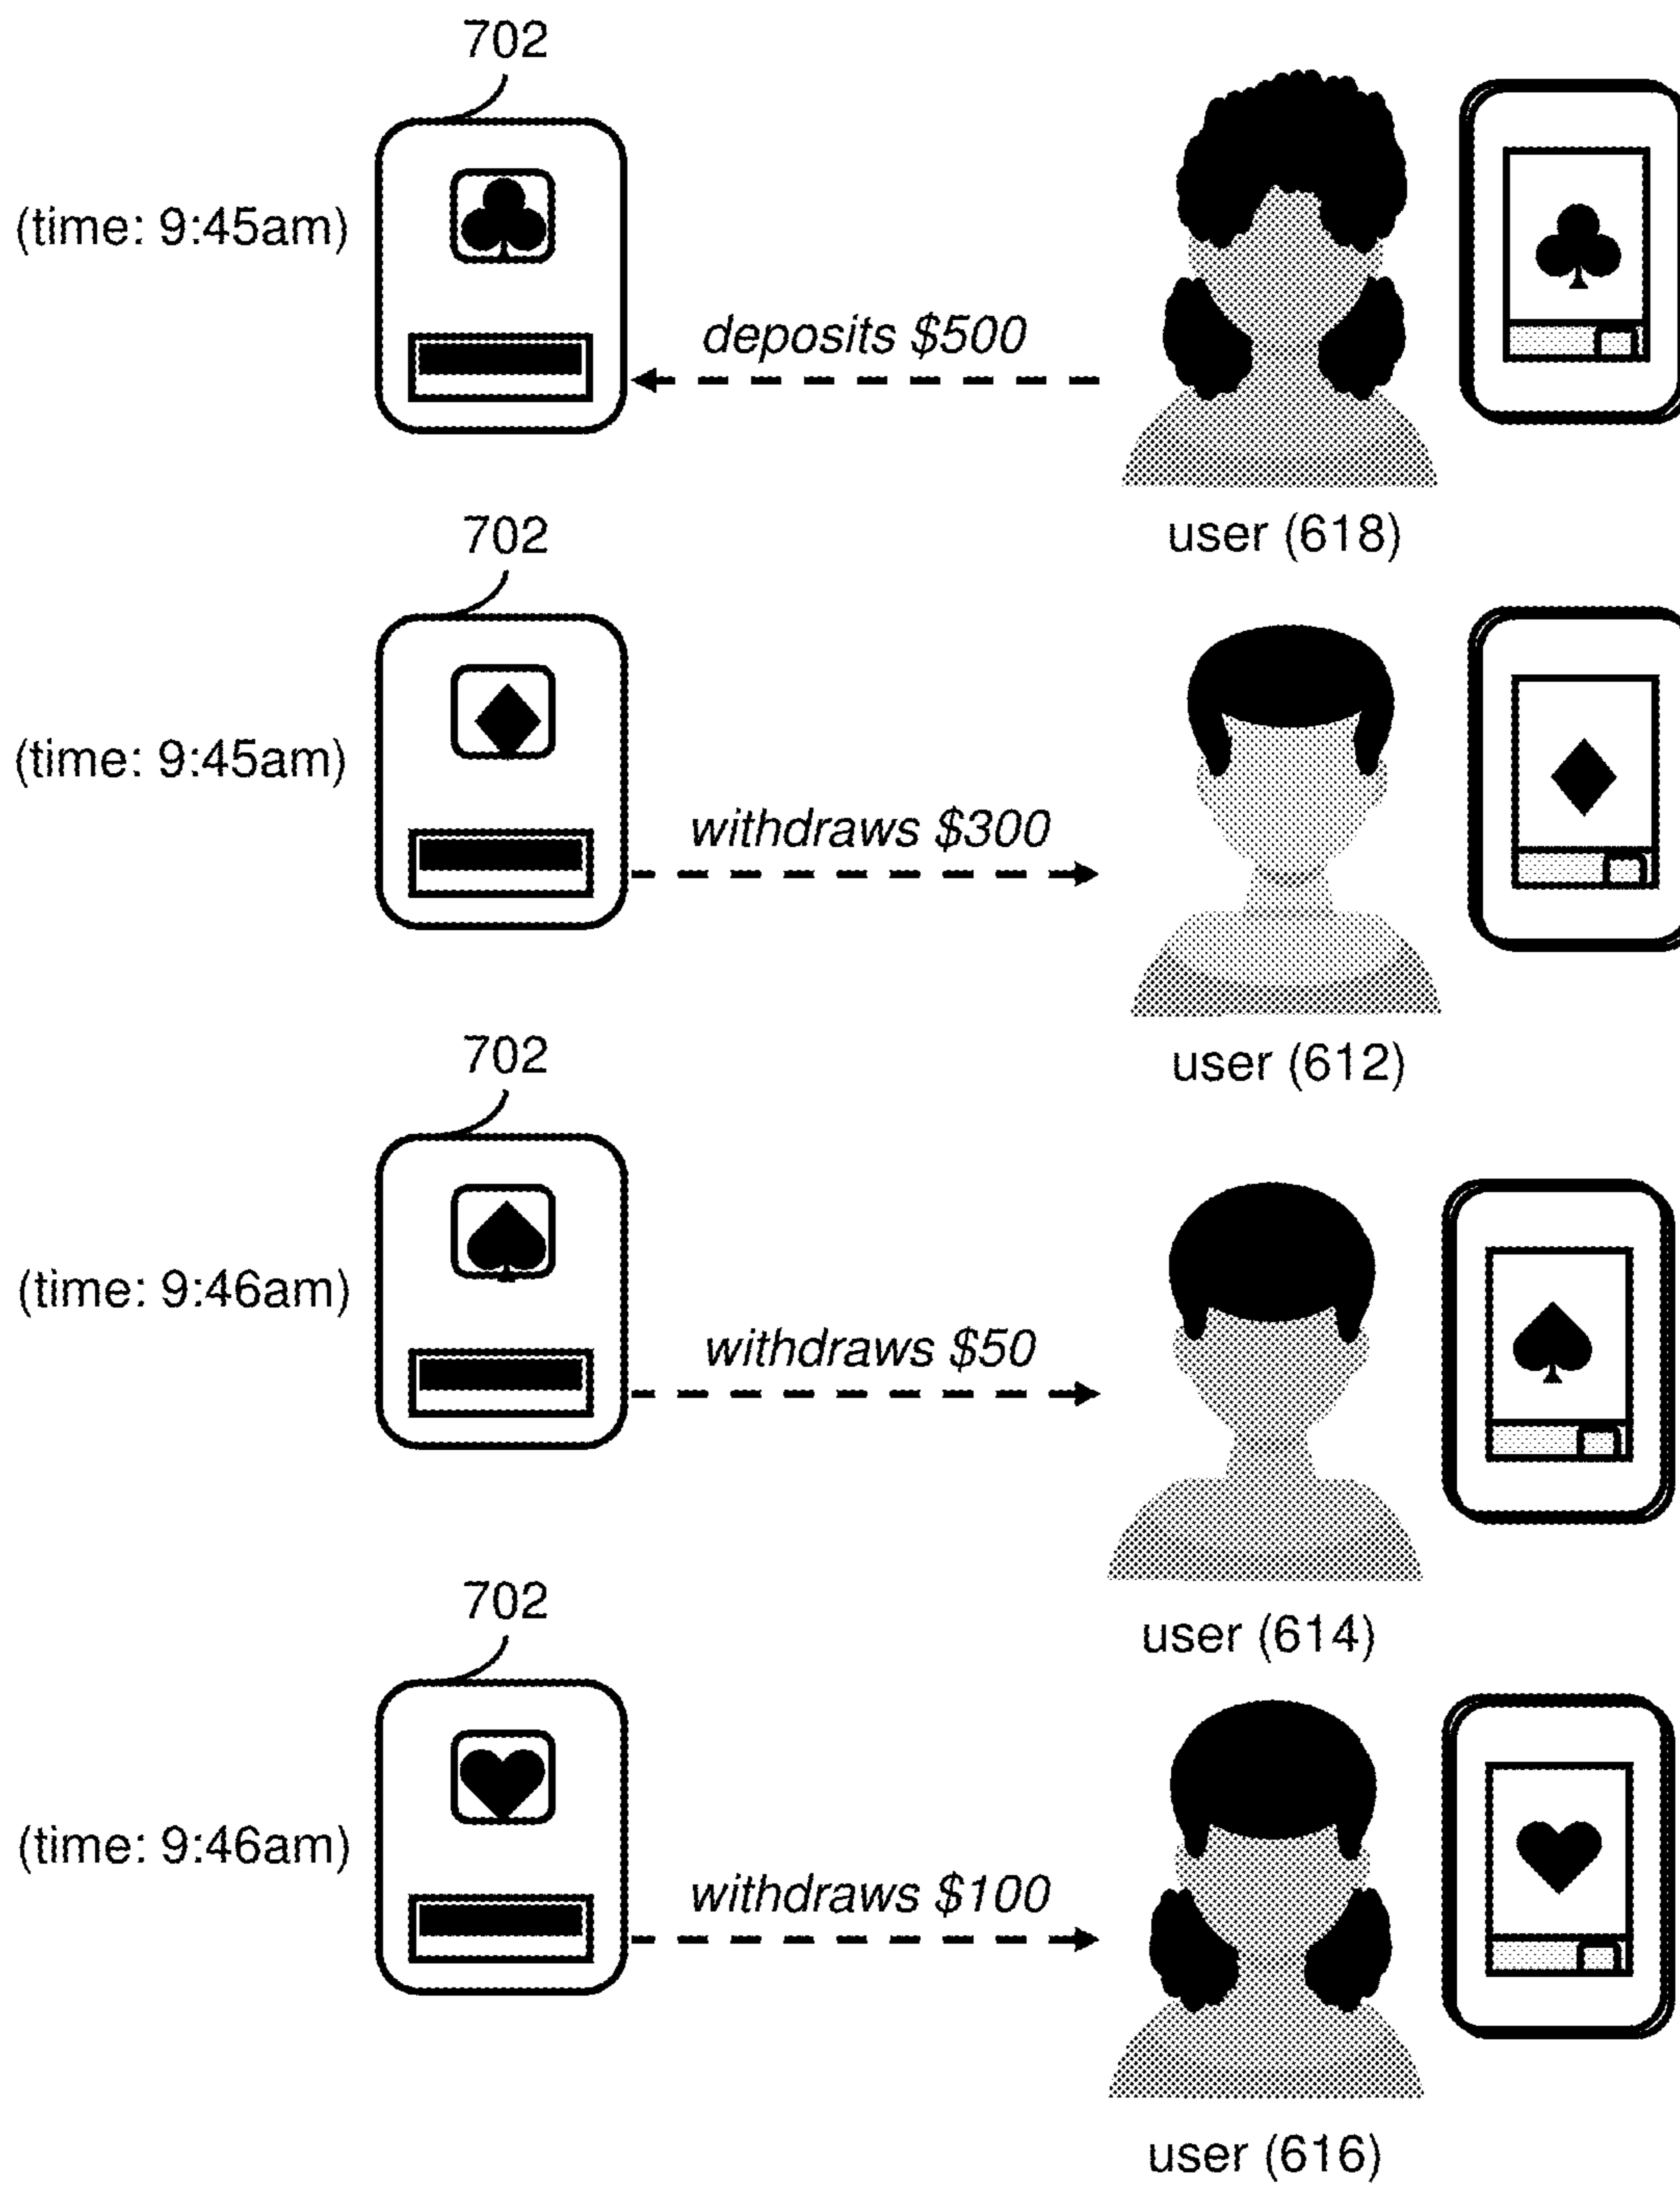 702
(time: 9:45am)
deposits $500
user (618)
702
(time: 9:45am)
withdraws $300
user (612)
702
(time: 9:46am)
withdraws $50
user (614)
702
(time: 9:46am)
withdraws $100
user (616)